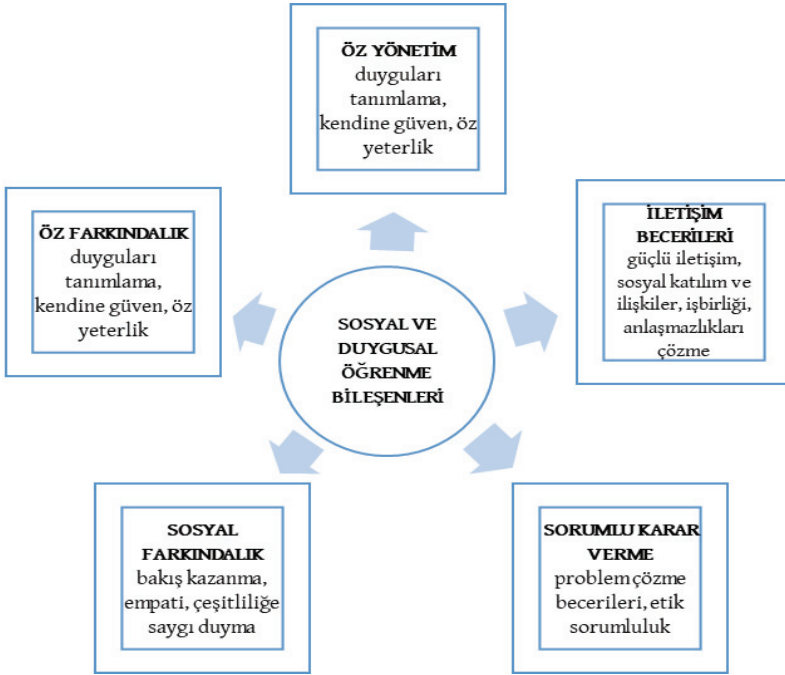 ÖZ YÖNETİM
duyguları
tanımlama,
kendine güven, öz
yeterlik
ÖZ FARKINDALIK
duyguları
tanımlama,
kendine güven, öz
yeterlik
İLETİŞİM
BECERİLERİ
güçlü iletişim,
sosyal katılım ve
ilişkiler, işbirliği,
anlaşmazlıkları
çözme
SOSYAL VE
DUYGUSAL
ÖĞRENME
BİLEŞENLERİ
SOSYAL
FARKINDALIK
bakış kazanma,
empati, çeşitliliğe
saygı duyma
SORUMLU KARAR
VERME
problem çözme
becerileri, etik
sorumluluk